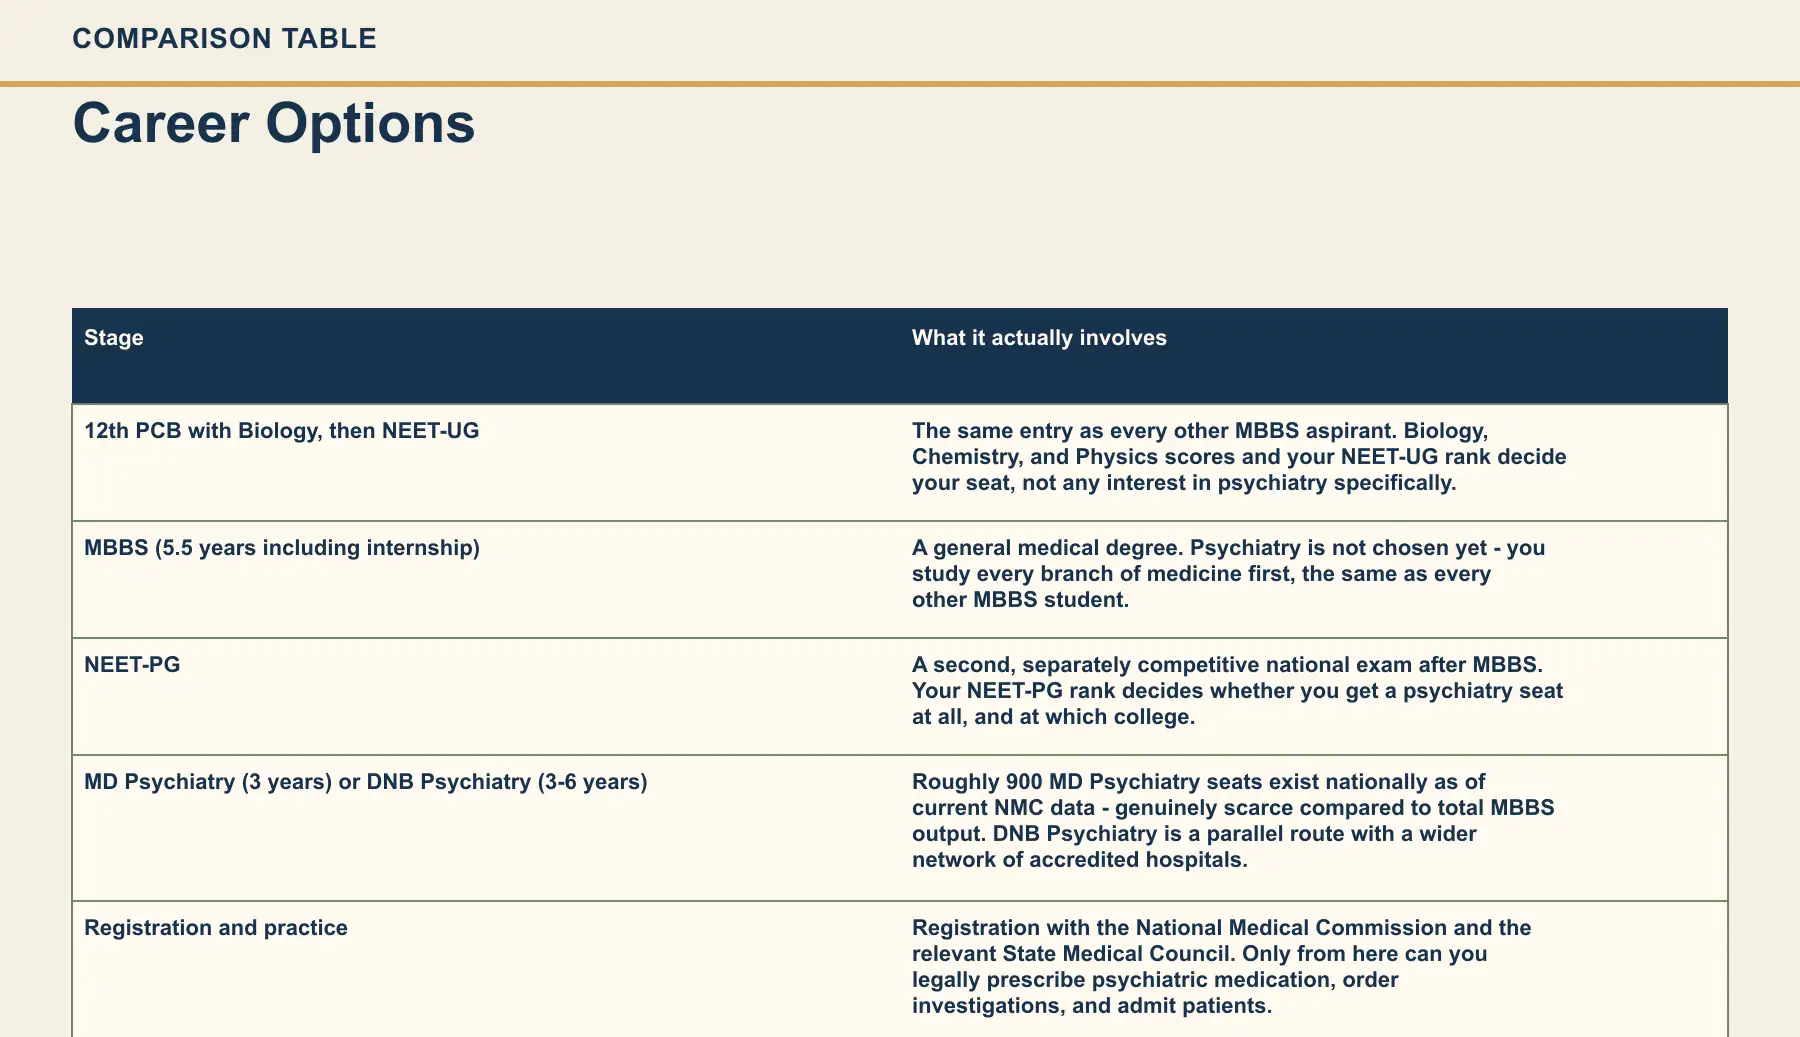 COMPARISON TABLE
Career Options
Stage
What it actually involves
12th PCB with Biology, then NEET-UG
The same entry as every other MBBS aspirant. Biology,
Chemistry, and Physics scores and your NEET-UG rank decide
your seat, not any interest in psychiatry specifically.
MBBS (5.5 years including internship)
A general medical degree. Psychiatry is not chosen yet - you
study every branch of medicine first, the same as every
other MBBS student.
NEET-PG
A second, separately competitive national exam after MBBS.
Your NEET-PG rank decides whether you get a psychiatry seat
at all, and at which college.
MD Psychiatry (3 years) or DNB Psychiatry (3-6 years)
Roughly 900 MD Psychiatry seats exist nationally as of
current NMC data - genuinely scarce compared to total MBBS
output. DNB Psychiatry is a parallel route with a wider
network of accredited hospitals.
Registration and practice
Registration with the National Medical Commission and the
relevant State Medical Council. Only from here can you
legally prescribe psychiatric medication, order
investigations, and admit patients.